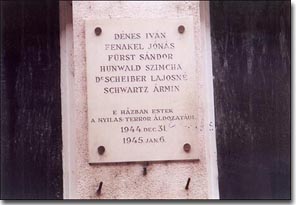 DÉNES IVÁN
FENAKEL JÓNÁS
FÜRST SÁNDOR
HUNWALD SZIMCHA
Dr SCHEIBER LAJOSNÉ
SCHWARTZ ÁRMIN
E HÁZBAN ESTEK
A NYILAS-TERROR ÁLDOZATÁUL
1944. DEC. 31.
1945. JAN. 6.